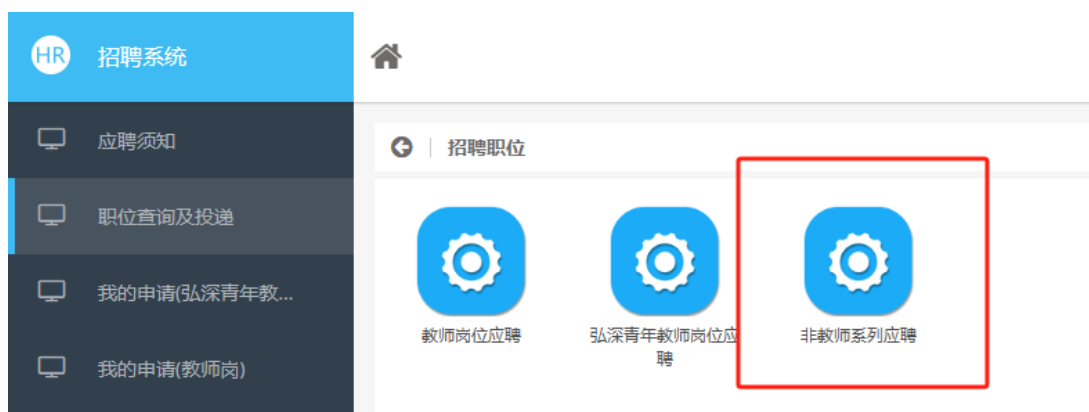 HR 招聘系统
应聘须知
职位查询及投递
我的申请(弘深青年教...
我的申请(教师岗)
招聘职位
教师岗位应聘
弘深青年教师岗位应
聘
非教师系列应聘